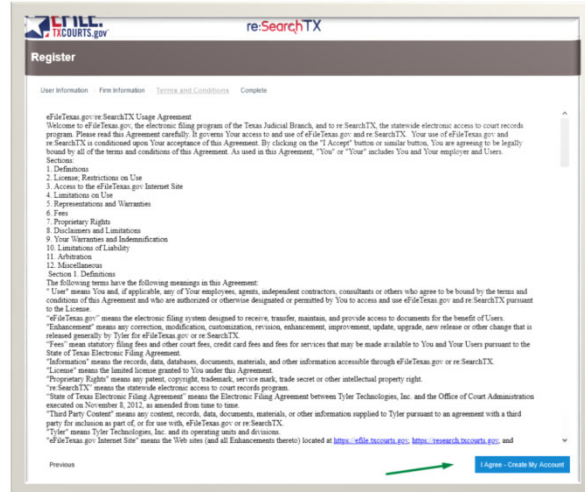 EFILE.
TXCOURTS.gov
re:SearchTX
Register
User Information Firm Information Terms and Conditions Complete
eFileTexas.gov/re:SearchTX Usage Agreement
Welcome to eFileTexas.gov, the electronic filing program of the Texas Judicial Branch, and to re:SearchTX, the statewide electronic access to court records
program. Please read this Agreement carefully. It governs Your access to and use of eFileTexas.gov and re:SearchTX. Your use of eFileTexas.gov and
re:SearchTX is conditioned upon Your acceptance of this Agreement. By clicking on the "I Accept" button or similar button, You are agreeing to be legally
bound by all of the terms and conditions of this Agreement. As used in this Agreement, "You" or "Your" includes You and Your employer and Users.
Sections:
1. Definitions
2. License; Restrictions on Use
3. Access to the eFileTexas.gov Internet Site
4. Limitations on Use
5. Representations and Warranties
6. Fees
7. Proprietary Rights
8. Disclaimers and Limitations
9. Your Warranties and Indemnification
10. Limitations of Liability
11. Arbitration
12. Miscellaneous
Section 1. Definitions
The following terms have the following meanings in this Agreement:
" User" means You and, if applicable, any of Your employees, agents, independent contractors, consultants or others who agree to be bound by the terms and
conditions of this Agreement and who are authorized or otherwise designated or permitted by You to access and use eFileTexas.gov and re:SearchTX pursuant
to the License.
"eFileTexas.gov" means the electronic filing system designed to receive, transfer, maintain, and provide access to documents for the benefit of Users.
"Enhancement" means any correction, modification, customization, revision, enhancement, improvement, update, upgrade, new release or other change that is
released generally by Tyler for eFileTexas.gov or re:SearchTX.
"Fees" means statutory filing fees and other court fees, credit card fees and fees for services that may be made available to You and Your Users pursuant to the
State of Texas Electronic Filing Agreement.
"Information" means the records, data, databases, documents, materials, and other information accessible through eFileTexas.gov or re:SearchTX.
"License" means the limited license granted to You under this Agreement.
"Proprietary Rights" means any patent, copyright, trademark, service mark, trade secret or other intellectual property right.
"re:SearchTX" means the statewide electronic access to court records program.
"State of Texas Electronic Filing Agreement" means the Electronic Filing Agreement between Tyler Technologies, Inc. and the Office of Court Administration
executed on November 8, 2012, as amended from time to time.
"Third Party Content" means any content, records, data, documents, materials, or other information supplied to Tyler pursuant to an agreement with a third
party for inclusion as part of, or for use with, eFileTexas.gov or re:SearchTX.
"Tyler" means Tyler Technologies, Inc. and its operating units and divisions.
"eFileTexas.gov Internet Site" means the Web sites (and all Enhancements thereto) located at https://efile.txcourts.gov, https://research.txcourts.gov, and
Previous
I Agree - Create My Account